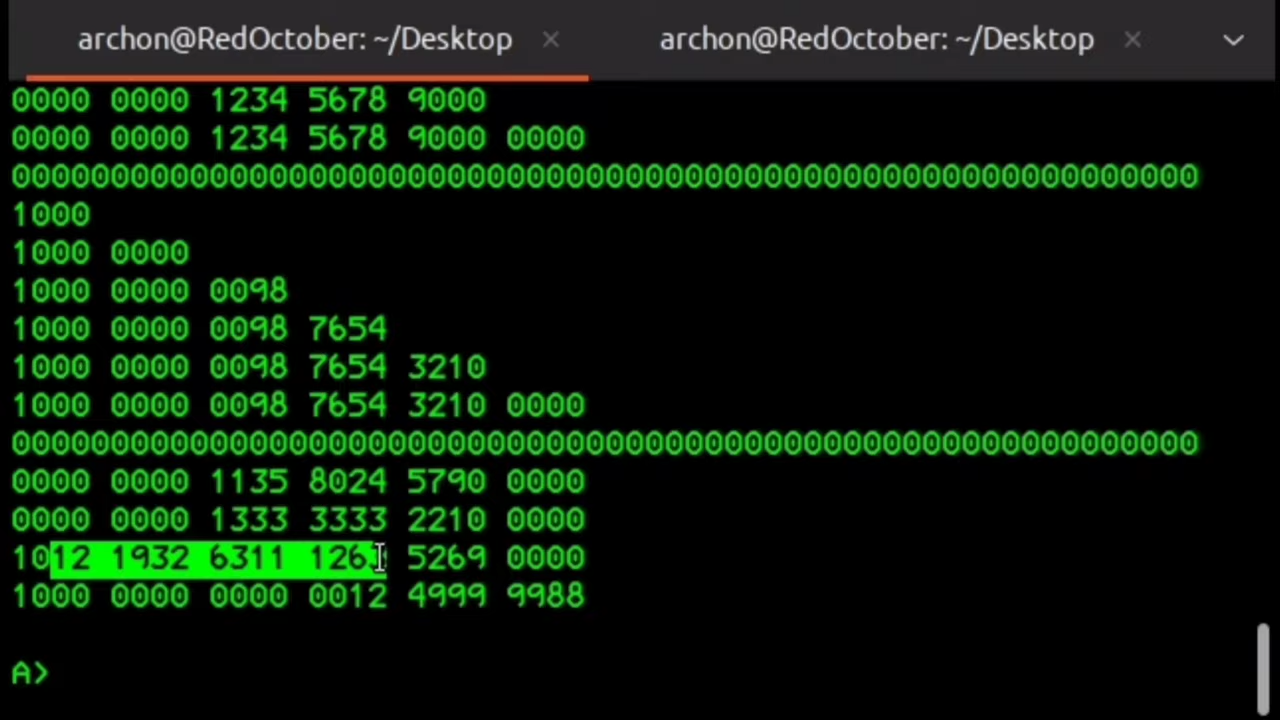 archon@RedOctober: ~/Desktop × archon@RedOctober: ~/Desktop ×
0000 0000 1234 5678 9000
0000 0000 1234 5678 9000 0000
000000000000000000000000000000000000000000000000000000000000
1000
1000 0000
1000 0000 0098
1000 0000 0098 7654
1000 0000 0098 7654 3210
1000 0000 0098 7654 3210 0000
000000000000000000000000000000000000000000000000000000000000
0000 0000 1135 8024 5790 0000
0000 0000 1333 3333 2210 0000
1012 1932 6311 1263 5269 0000
1000 0000 0000 0012 4999 9988
A>